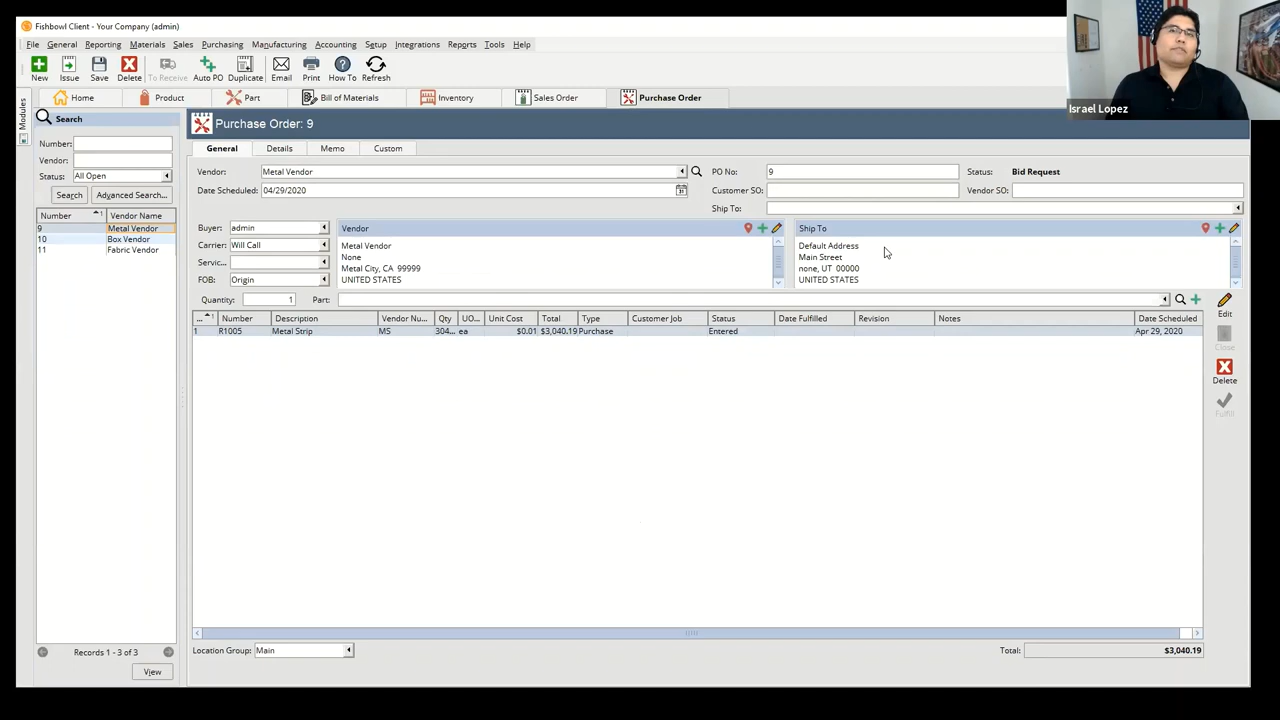 Fishbowl Client - Your Company (admin)
File General Reporting Materials Sales Purchasing Manufacturing Accounting Setup Integrations Reports Tools Help
New Issue Save Delete To Receive Auto PO Duplicate Email Print How To Refresh
Home Product Part Bill of Materials Inventory Sales Order Purchase Order
Israel Lopez
Modules
Search
Number:
Vendor:
Status: All Open
Search Advanced Search...
Number 1 Vendor Name
9 Metal Vendor
10 Box Vendor
11 Fabric Vendor
Records 1 - 3 of 3
View
Purchase Order: 9
General Details Memo Custom
Vendor: Metal Vendor PO No: 9 Status: Bid Request
Date Scheduled: 04/29/2020 Customer SO: Vendor SO:
Ship To:
Buyer: admin
Carrier: Will Call
Servic...
FOB: Origin
Vendor
Metal Vendor
None
Metal City, CA 99999
UNITED STATES
Ship To
Default Address
Main Street
none, UT 00000
UNITED STATES
Quantity: 1 Part:
... 1 Number Description Vendor Nu... Qty UO... Unit Cost Total Type Customer Job Status Date Fulfilled Revision Notes Date Scheduled
1 R1005 Metal Strip MS 304... ea $0.01 $3,040.19 Purchase Entered Apr 29, 2020
Edit
Close
Delete
Fulfill
Location Group: Main Total: $3,040.19